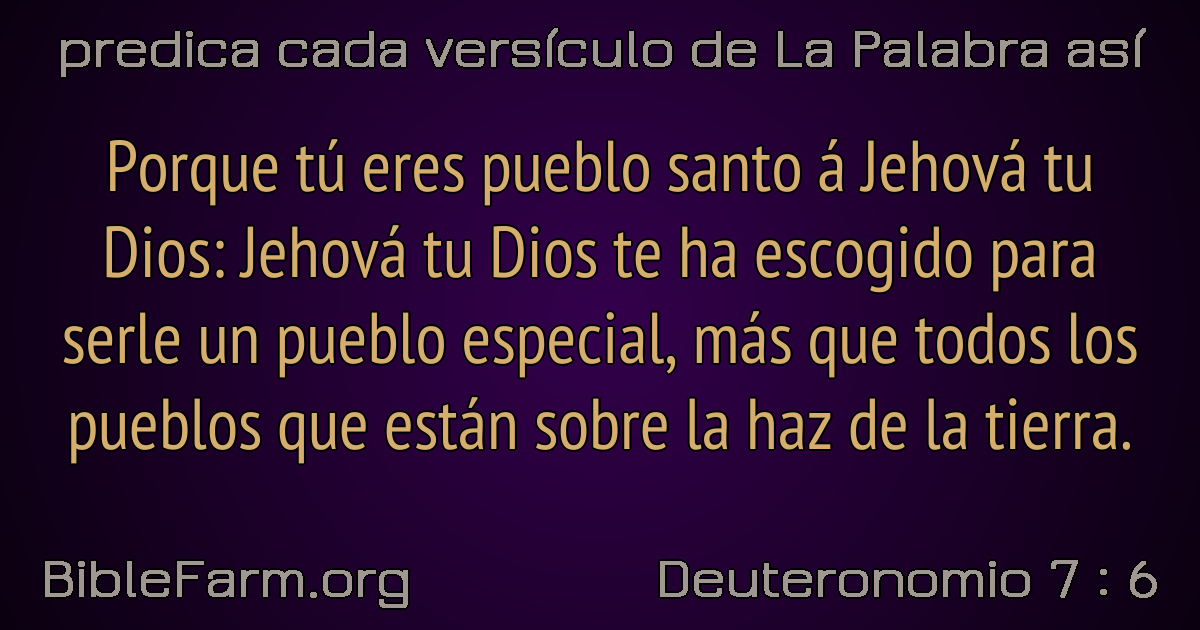 predica cada versículo de La Palabra así
Porque tú eres pueblo santo á Jehová tu
Dios: Jehová tu Dios te ha escogido para
serle un pueblo especial, más que todos los
pueblos que están sobre la haz de la tierra.
BibleFarm.org
Deuteronomio 7 : 6